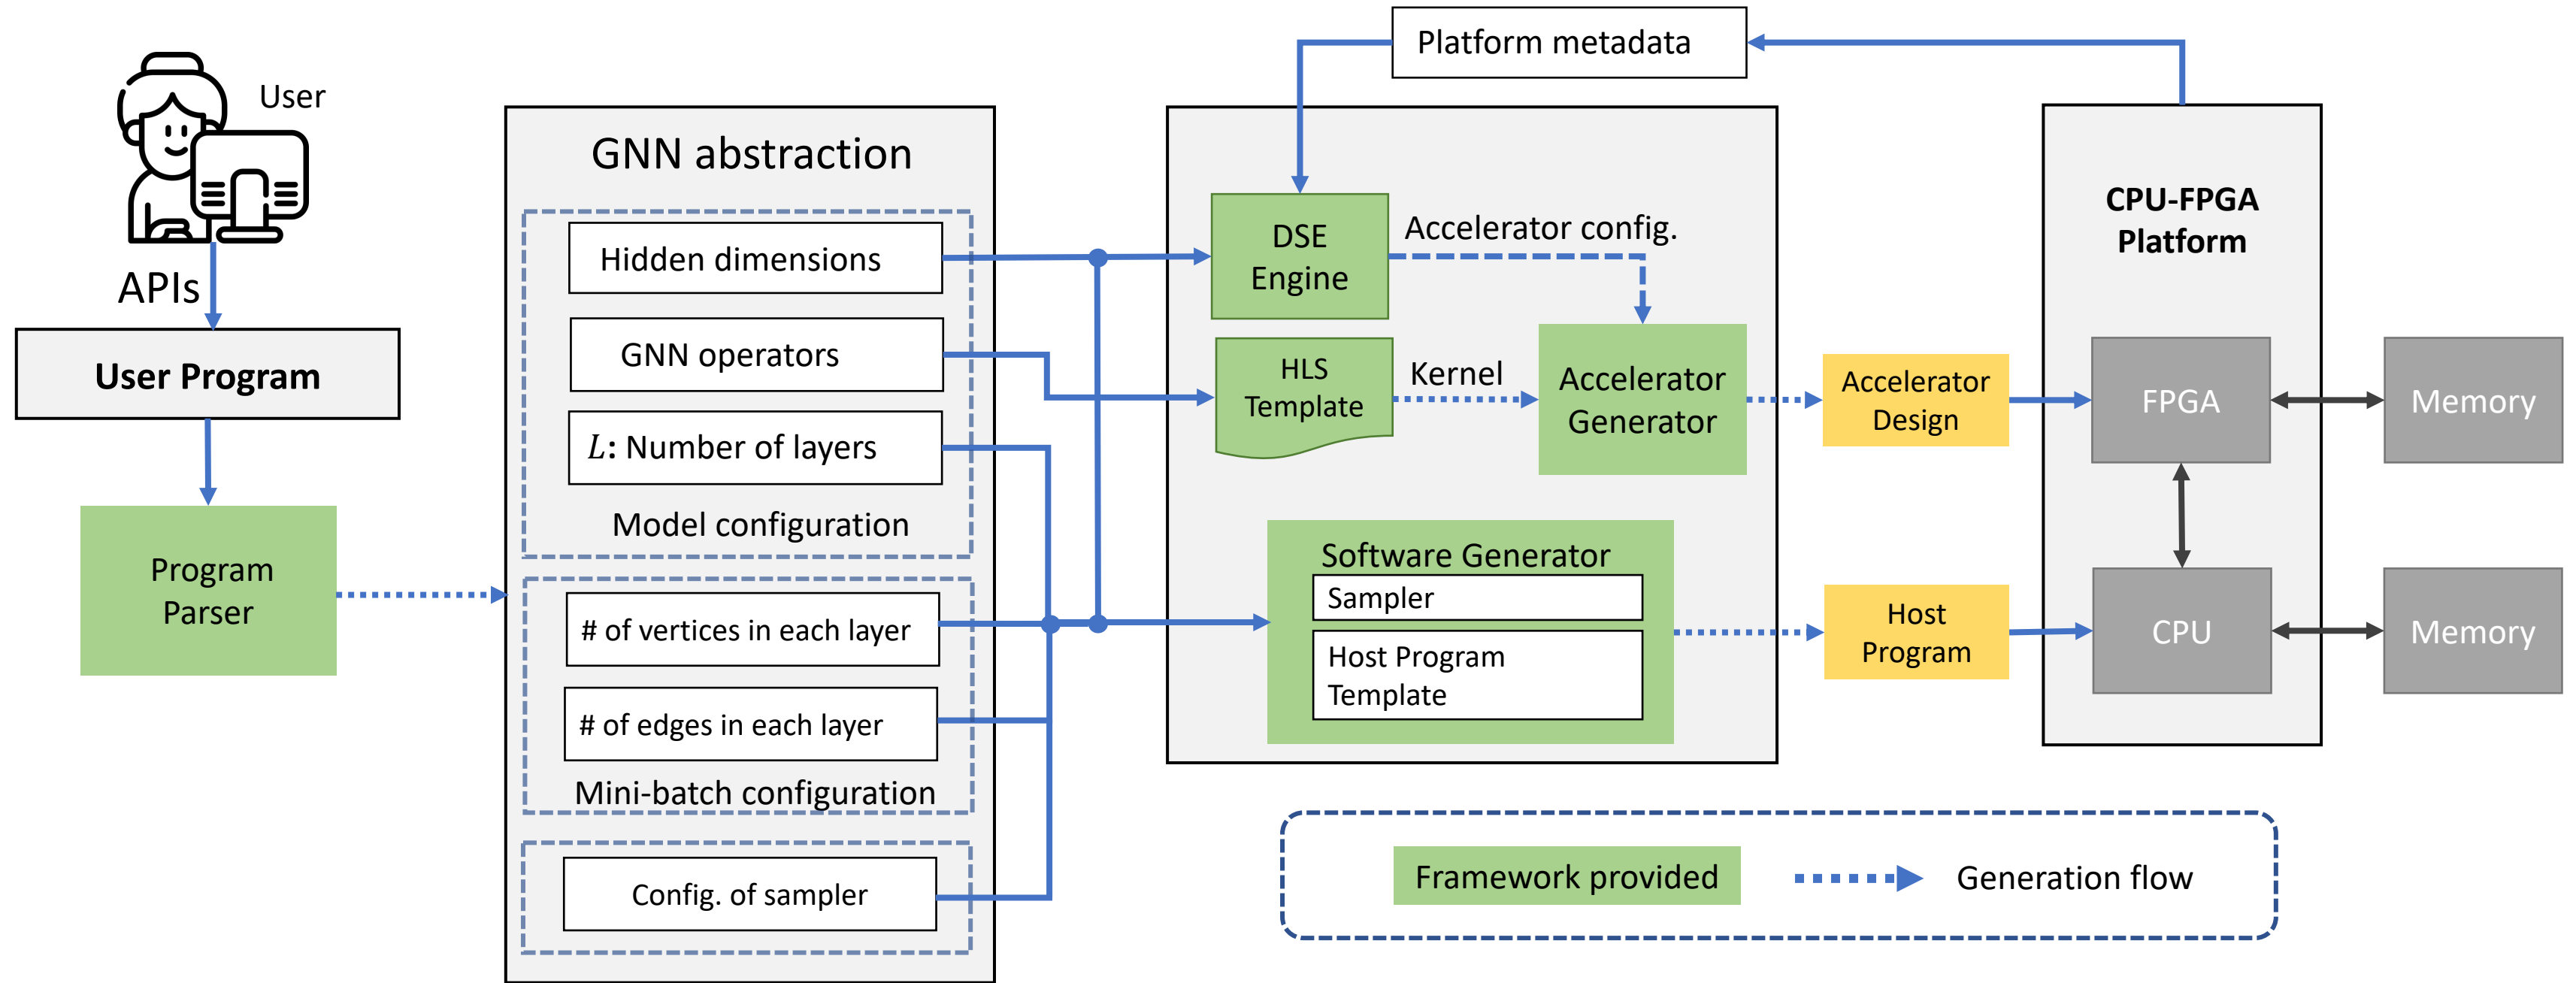 User
APIs
User Program
Program
Parser
GNN abstraction
Hidden dimensions
GNN operators
L: Number of layers
Model configuration
# of vertices in each layer
# of edges in each layer
Mini-batch configuration
Config. of sampler
Platform metadata
DSE
Engine
Accelerator config.
HLS
Template
Kernel
Accelerator
Generator
Software Generator
Sampler
Host Program
Template
Accelerator
Design
Host
Program
CPU-FPGA
Platform
FPGA
CPU
Memory
Memory
Framework provided
Generation flow